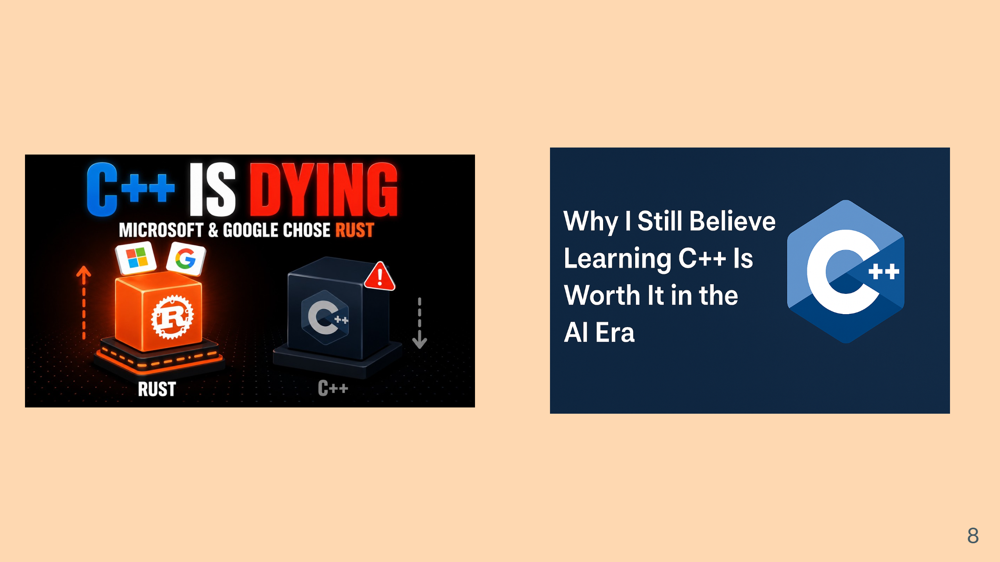 C++ IS DYING
MICROSOFT & GOOGLE CHOSE RUST
G
R
C++
RUST
C++
Why I Still Believe
Learning C++ Is
Worth It in the
AI Era
C++
8